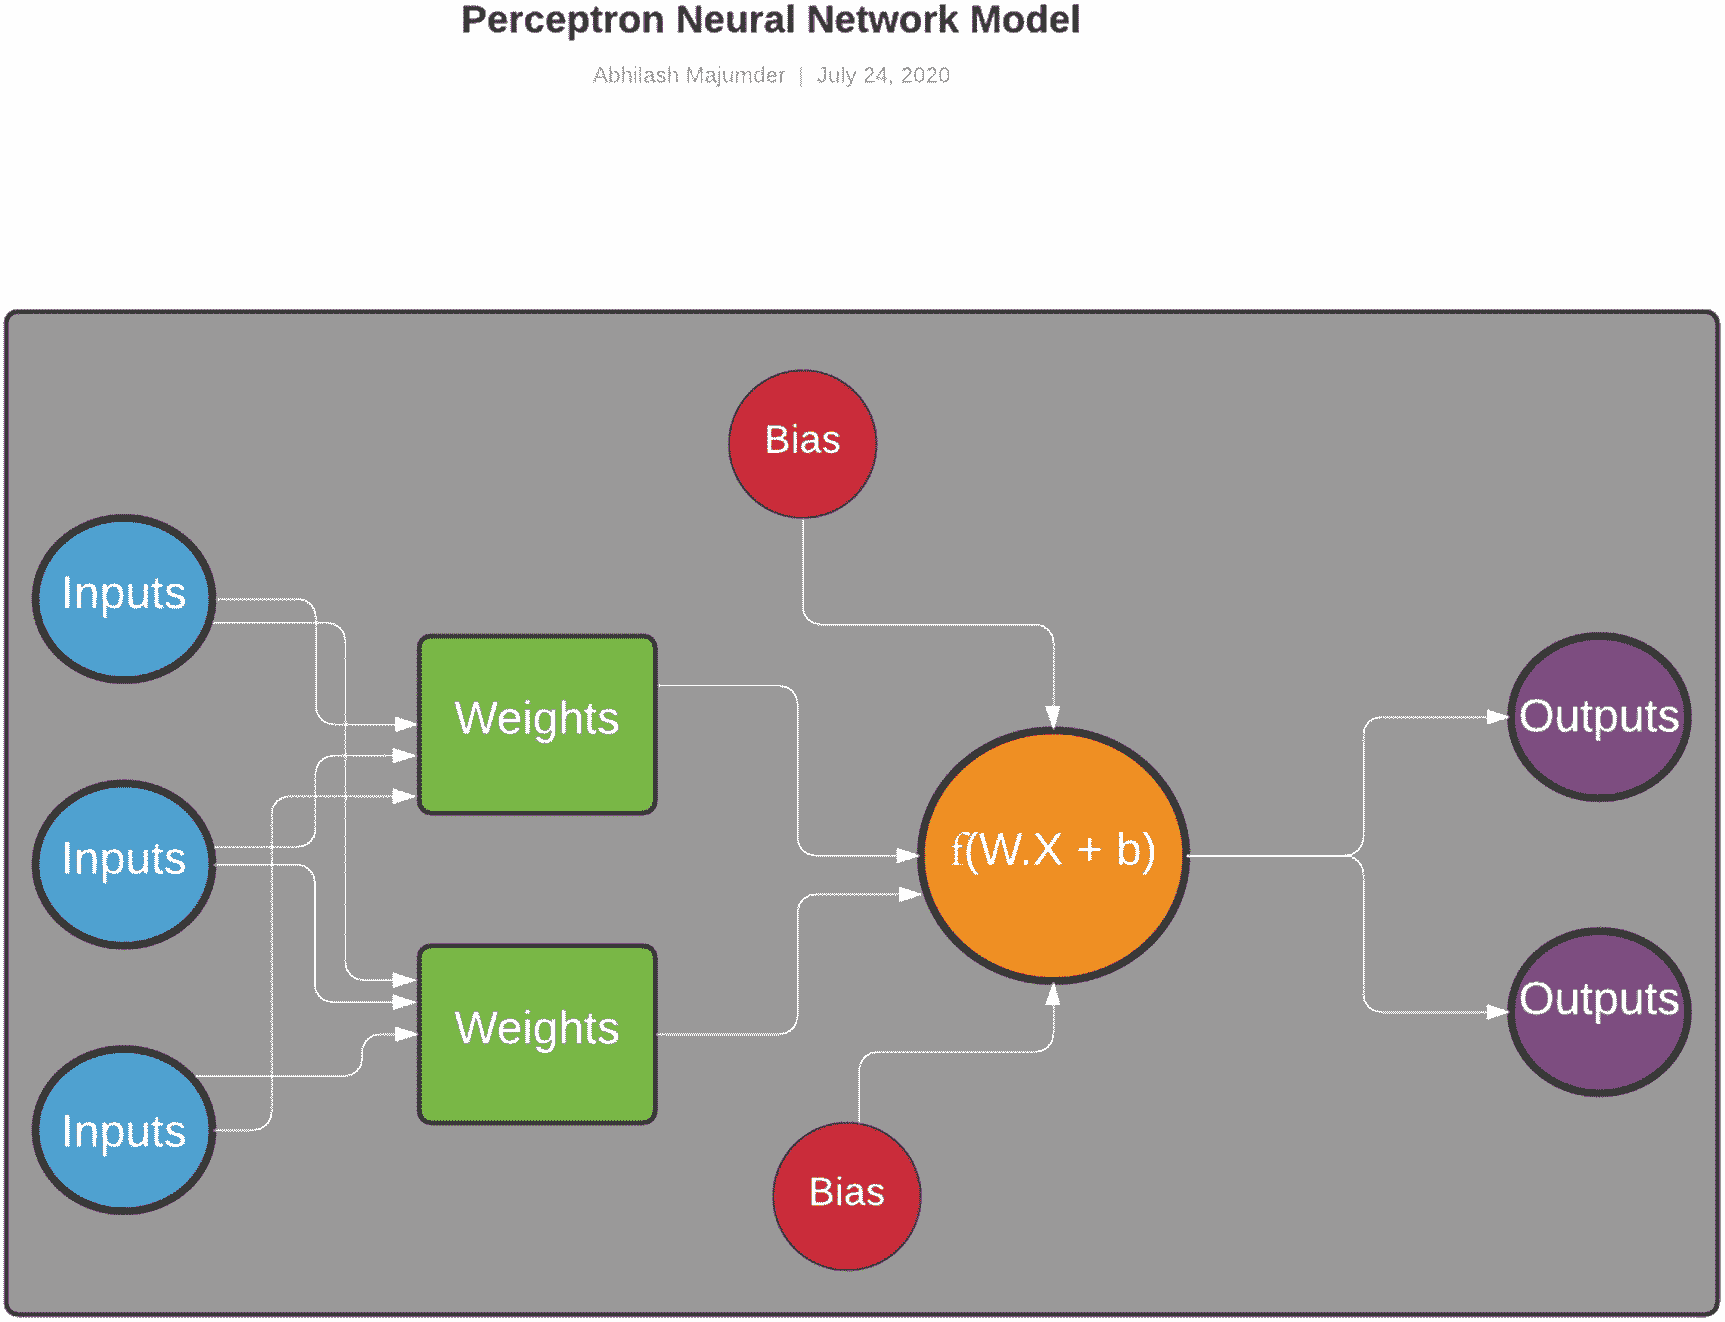 Perceptron Neural Network Model
Abhilash Majumder | July 24, 2020
Bias
Inputs
Weights
Outputs
Inputs
f(W.X + b)
Weights
Outputs
Inputs
Bias